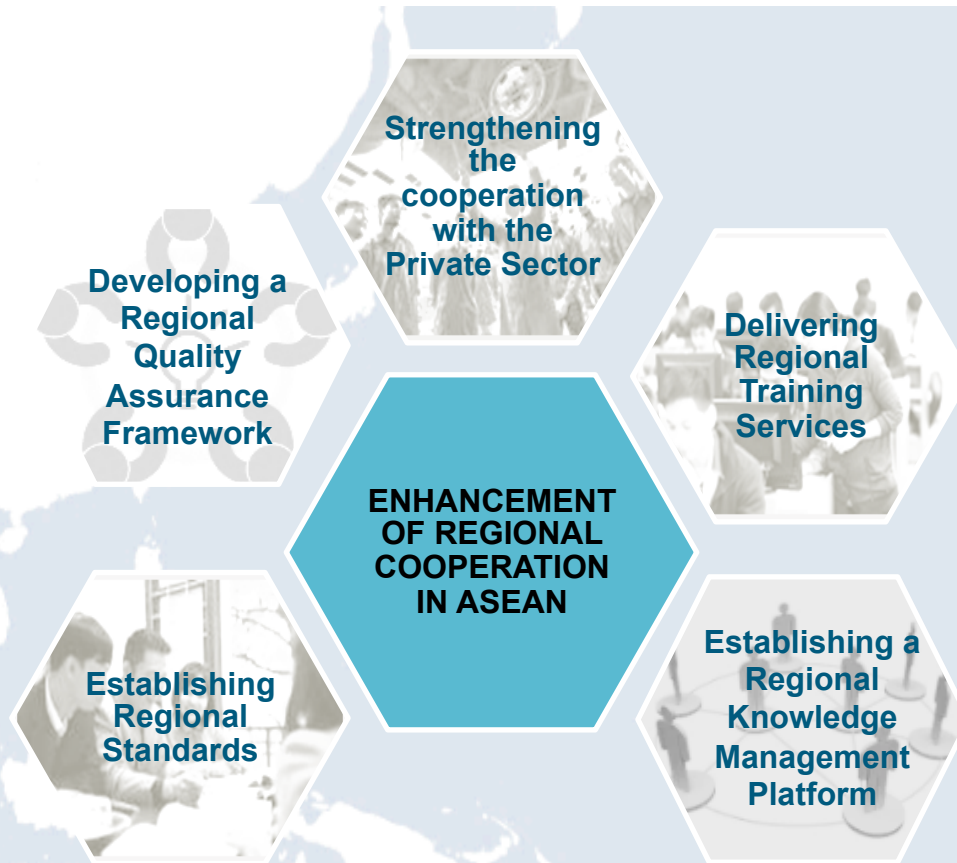 Strengthening
the
cooperation
with the
Private Sector
Developing a
Regional
Quality
Assurance
Framework
Delivering
Regional
Training
Services
ENHANCEMENT
OF REGIONAL
COOPERATION
IN ASEAN
Establishing
Regional
Standards
Establishing a
Regional
Knowledge
Management
Platform